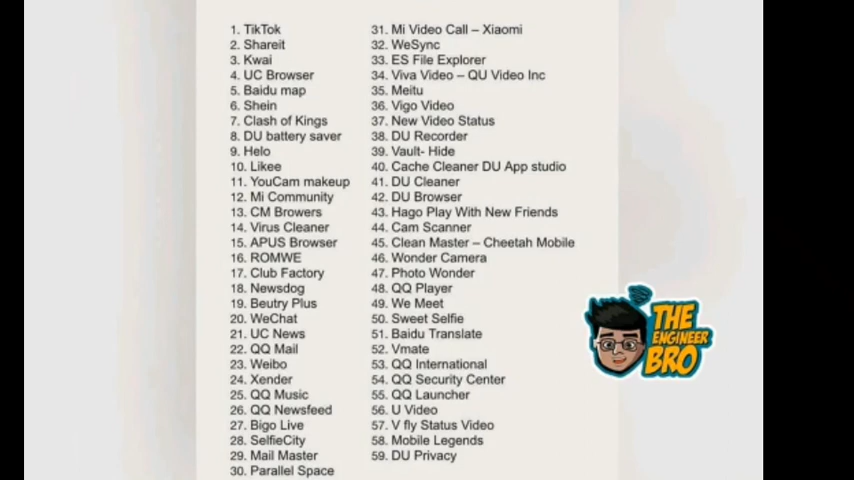 1. TikTok
2. Shareit
3. Kwai
4. UC Browser
5. Baidu map
6. Shein
7. Clash of Kings
8. DU battery saver
9. Helo
10. Likee
11. YouCam makeup
12. Mi Community
13. CM Browers
14. Virus Cleaner
15. APUS Browser
16. ROMWE
17. Club Factory
18. Newsdog
19. Beutry Plus
20. WeChat
21. UC News
22. QQ Mail
23. Weibo
24. Xender
25. QQ Music
26. QQ Newsfeed
27. Bigo Live
28. SelfieCity
29. Mail Master
30. Parallel Space
31. Mi Video Call – Xiaomi
32. WeSync
33. ES File Explorer
34. Viva Video – QU Video Inc
35. Meitu
36. Vigo Video
37. New Video Status
38. DU Recorder
39. Vault- Hide
40. Cache Cleaner DU App studio
41. DU Cleaner
42. DU Browser
43. Hago Play With New Friends
44. Cam Scanner
45. Clean Master – Cheetah Mobile
46. Wonder Camera
47. Photo Wonder
48. QQ Player
49. We Meet
50. Sweet Selfie
51. Baidu Translate
52. Vmate
53. QQ International
54. QQ Security Center
55. QQ Launcher
56. U Video
57. V fly Status Video
58. Mobile Legends
59. DU Privacy
THE
ENGINEER
BRO